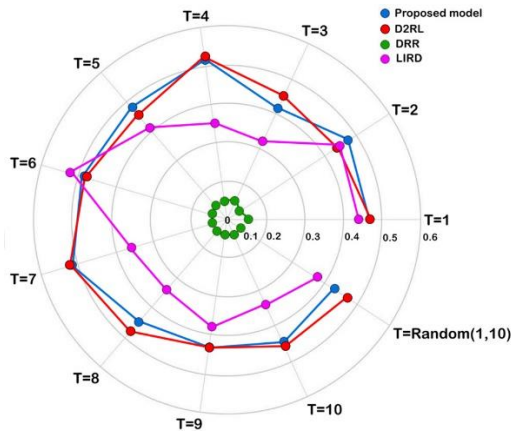 T=4
Proposed model
D2RL
DRR
LIRD
T=3
T=5
T=2
T=6
T=1
0
0.1 0.2 0.3 0.4 0.5 0.6
T=7
T=Random(1,10)
T=8
T=10
T=9